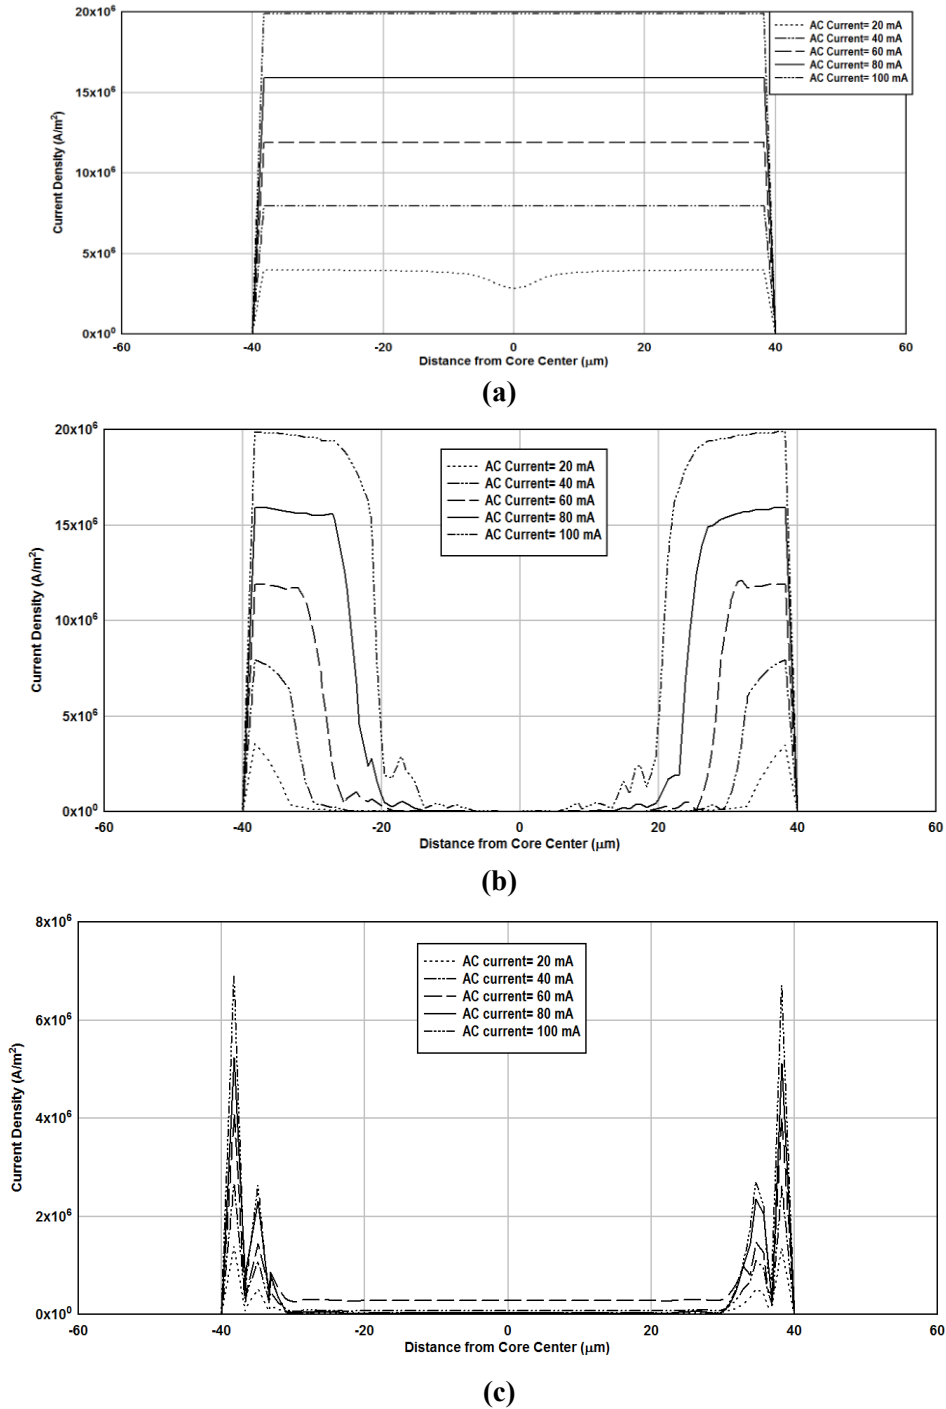 20x10⁶
15x10⁶
10x10⁶
5x10⁶
0x10⁰
Current Density (A/m²)
AC Current= 20 mA
AC Current= 40 mA
AC Current= 60 mA
AC Current= 80 mA
AC Current= 100 mA
-60 -40 -20 0 20 40 60
Distance from Core Center (μm)
(a)
20x10⁶
15x10⁶
10x10⁶
5x10⁶
0x10⁰
Current Density (A/m²)
AC Current= 20 mA
AC Current= 40 mA
AC Current= 60 mA
AC Current= 80 mA
AC Current= 100 mA
-60 -40 -20 0 20 40 60
Distance from Core Center (μm)
(b)
8x10⁶
6x10⁶
4x10⁶
2x10⁶
0x10⁰
Current Density (A/m²)
AC current= 20 mA
AC current= 40 mA
AC current= 60 mA
AC current= 80 mA
AC current= 100 mA
-60 -40 -20 0 20 40 60
Distance from Core Center (μm)
(c)